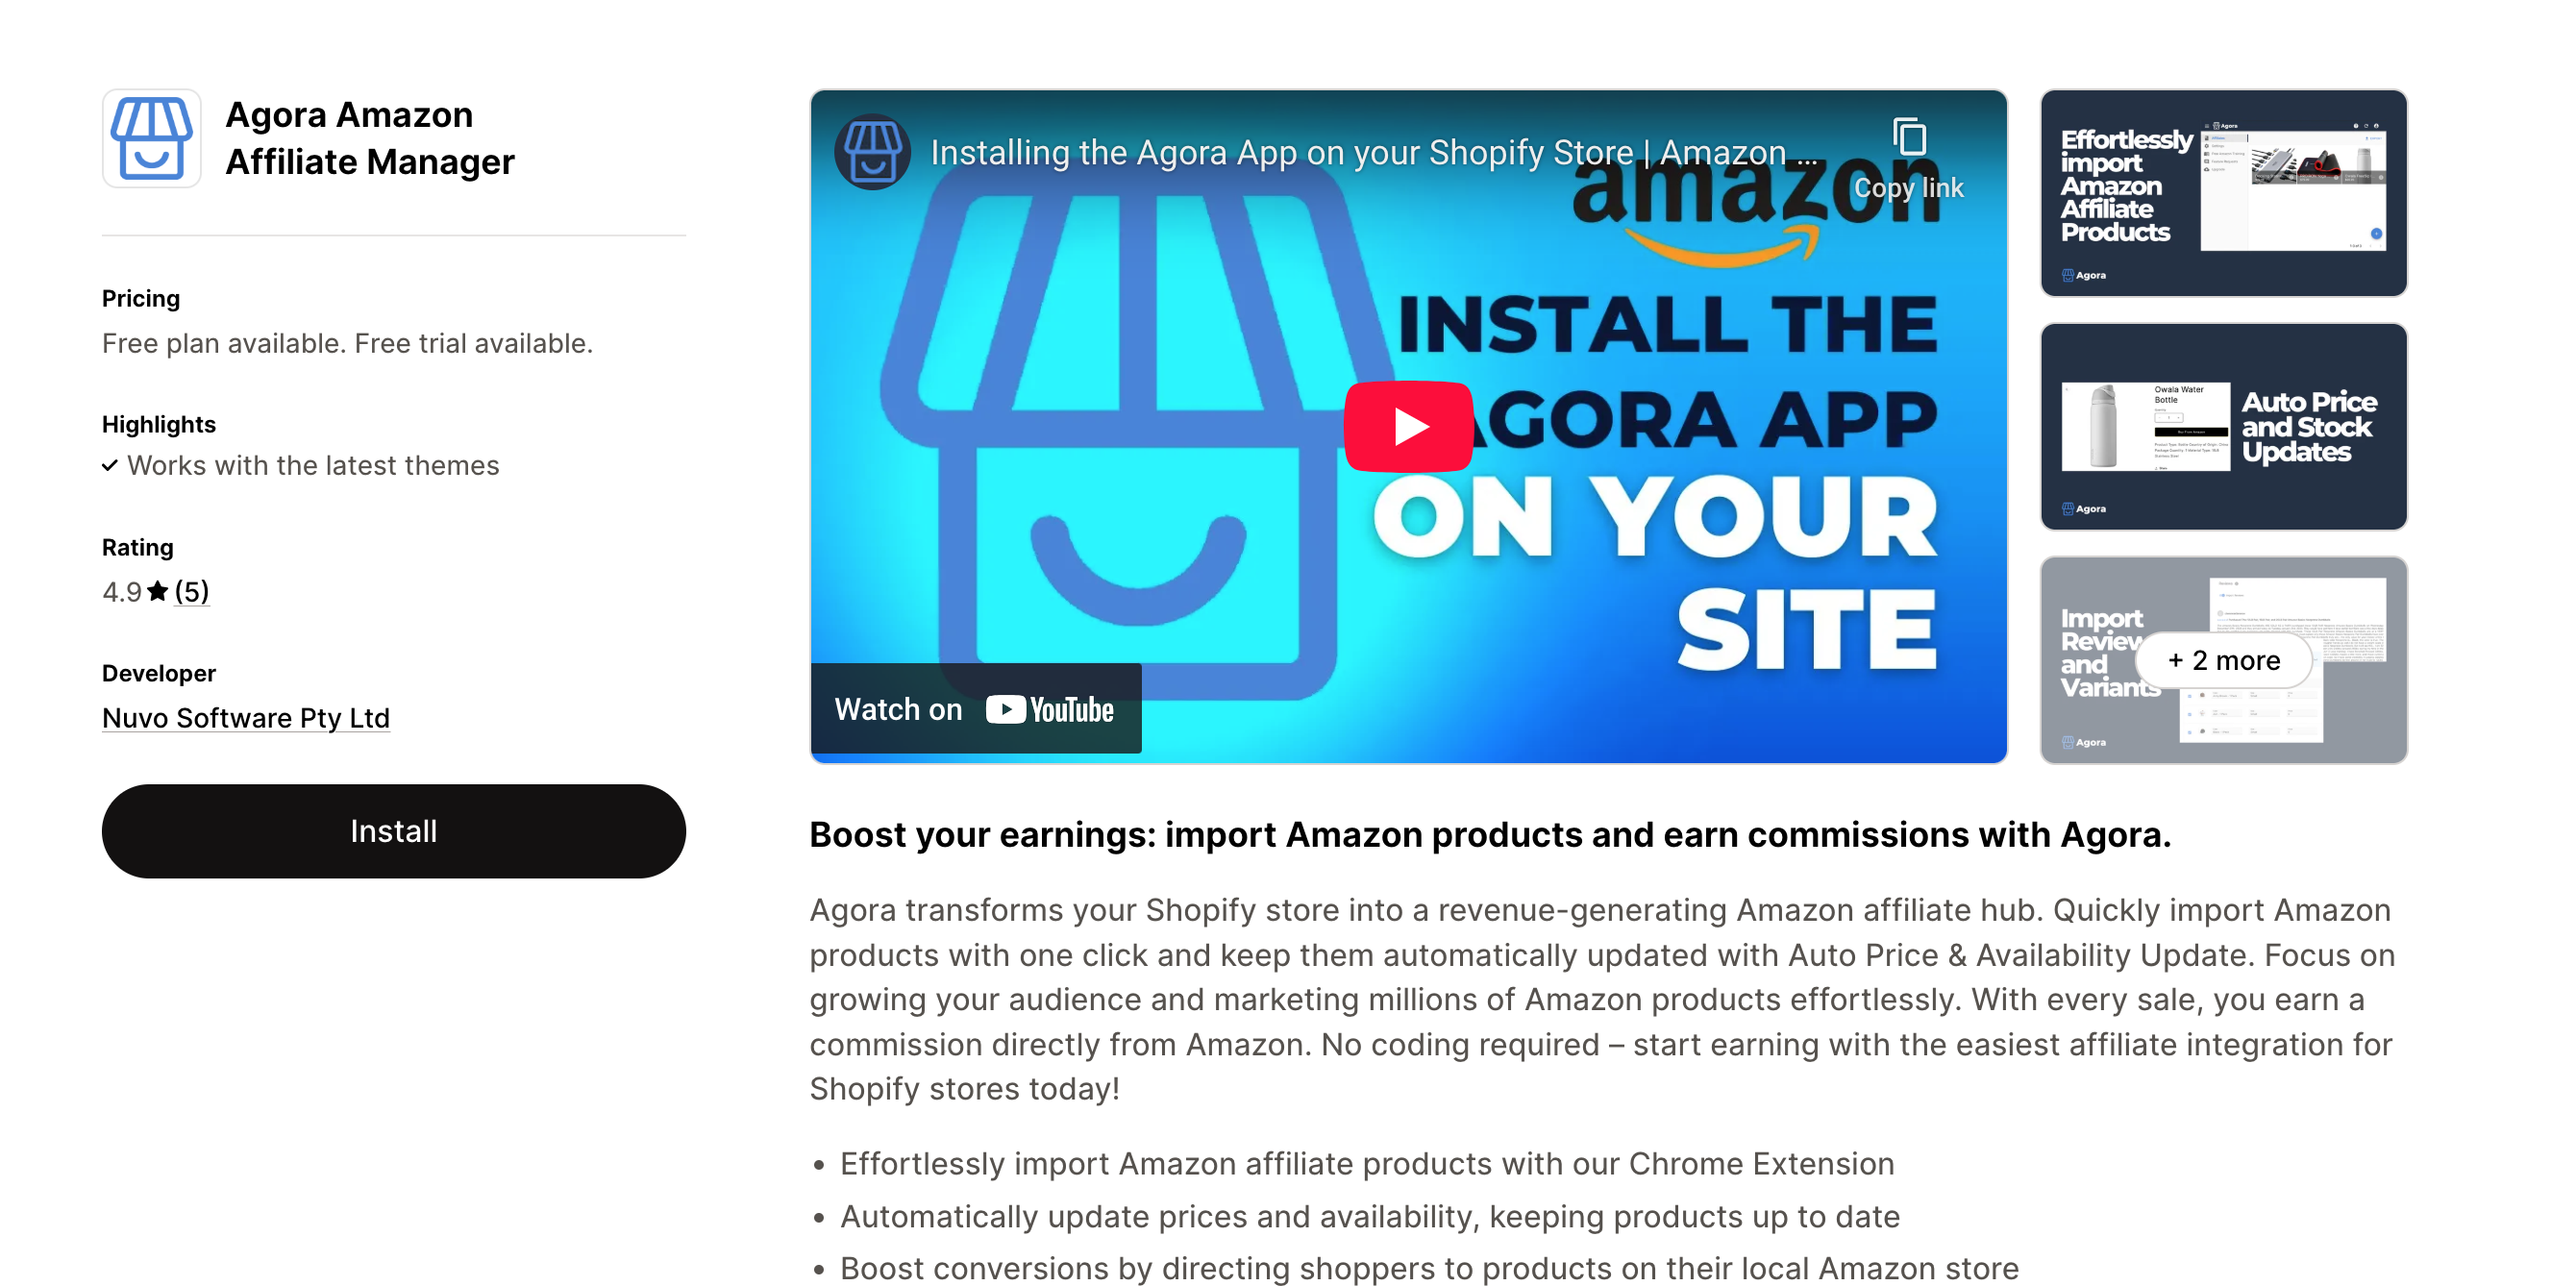 Agora Amazon
Affiliate Manager
Pricing
Free plan available. Free trial available.
Highlights
Works with the latest themes
Rating
4.9 ★ (5)
Developer
Nuvo Software Pty Ltd
Install
Installing the Agora App on your Shopify Store | Amazon ...
Copy link
amazon
INSTALL THE
AGORA APP
ON YOUR
SITE
Watch on YouTube
Effortlessly
import
Amazon
Affiliate
Products
Agora
Agora
Owala Water
Bottle
Auto Price
and Stock
Updates
Agora
Import
Review
and
Variants
+ 2 more
Agora
Boost your earnings: import Amazon products and earn commissions with Agora.
Agora transforms your Shopify store into a revenue-generating Amazon affiliate hub. Quickly import Amazon
products with one click and keep them automatically updated with Auto Price & Availability Update. Focus on
growing your audience and marketing millions of Amazon products effortlessly. With every sale, you earn a
commission directly from Amazon. No coding required – start earning with the easiest affiliate integration for
Shopify stores today!
• Effortlessly import Amazon affiliate products with our Chrome Extension
• Automatically update prices and availability, keeping products up to date
• Boost conversions by directing shoppers to products on their local Amazon store